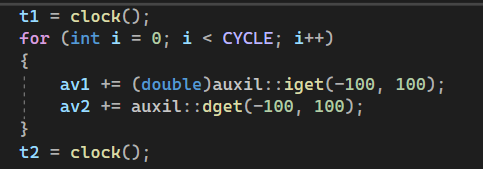 t1 = clock();
for (int i = 0; i < CYCLE; i++)
{
    av1 += (double)auxil::iget(-100, 100);
    av2 += auxil::dget(-100, 100);
}
t2 = clock();